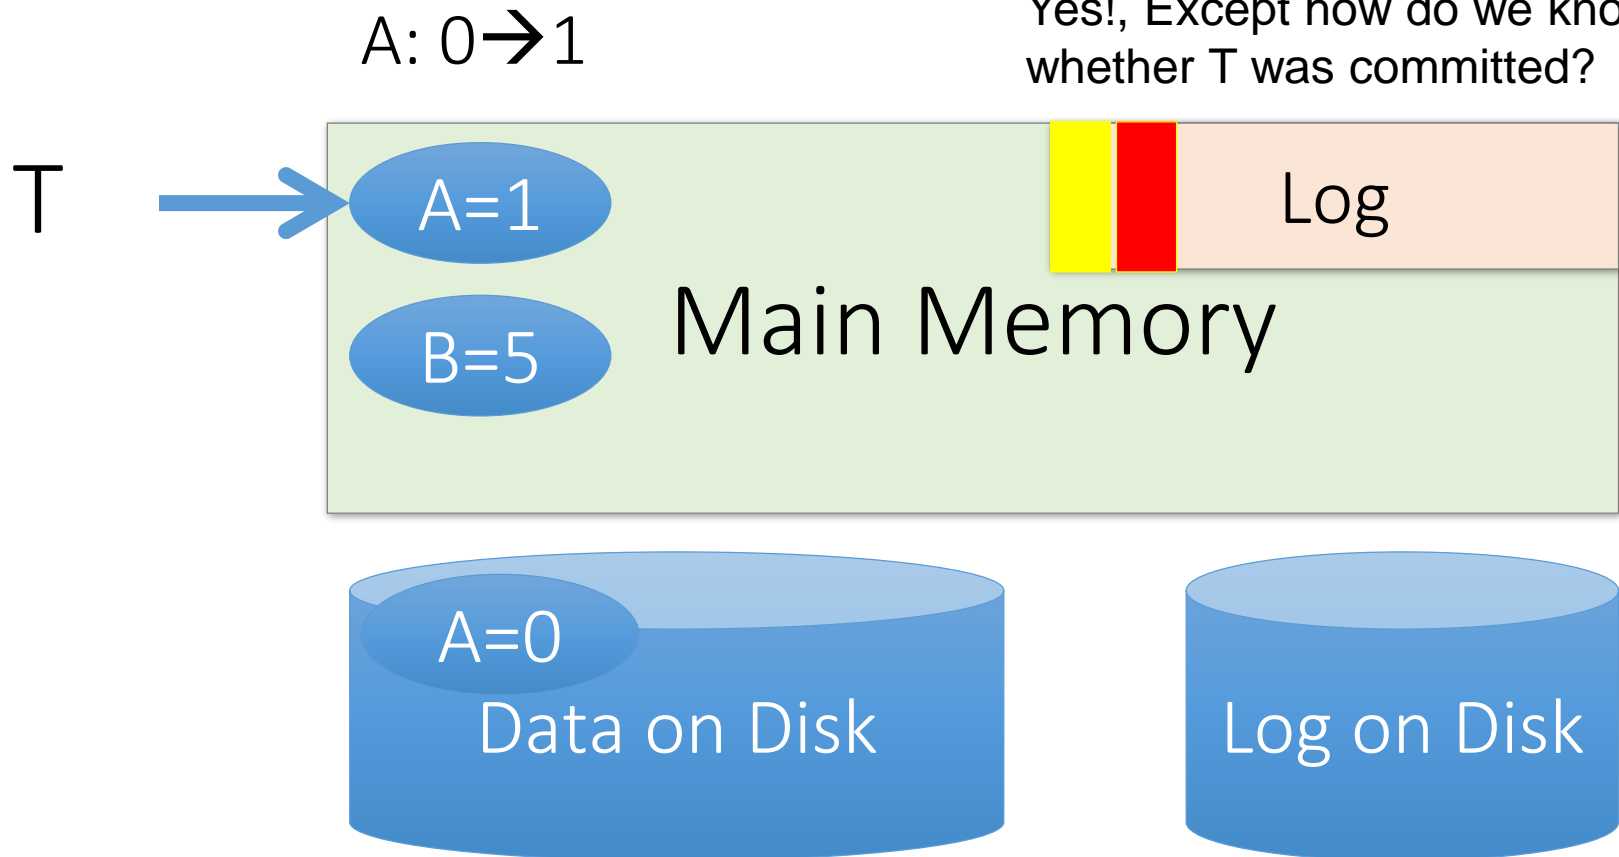 A: 0→1
Yes!, Except how do we kno
whether T was committed?
T
A=1
Log
B=5
Main Memory
A=0
Data on Disk
Log on Disk